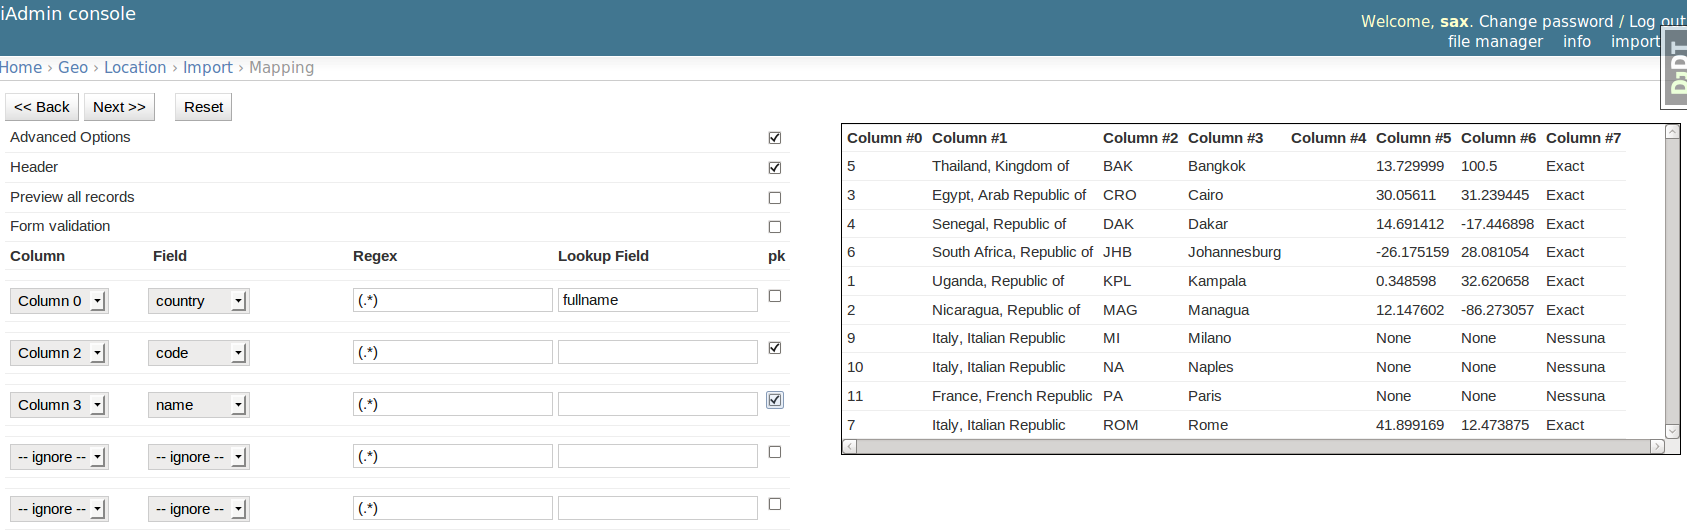 iAdmin console
Welcome, sax. Change password / Log out
file manager info import
DjDT
Home › Geo › Location › Import › Mapping
<< Back Next >> Reset
Advanced Options
Header
Preview all records
Form validation
Column Field Regex Lookup Field pk
Column 0 country (.*) fullname
Column 2 code (.*)
Column 3 name (.*)
-- ignore -- -- ignore -- (.*)
-- ignore -- -- ignore -- (.*)
Column #0 Column #1 Column #2 Column #3 Column #4 Column #5 Column #6 Column #7
5 Thailand, Kingdom of BAK Bangkok 13.729999 100.5 Exact
3 Egypt, Arab Republic of CRO Cairo 30.05611 31.239445 Exact
4 Senegal, Republic of DAK Dakar 14.691412 -17.446898 Exact
6 South Africa, Republic of JHB Johannesburg -26.175159 28.081054 Exact
1 Uganda, Republic of KPL Kampala 0.348598 32.620658 Exact
2 Nicaragua, Republic of MAG Managua 12.147602 -86.273057 Exact
9 Italy, Italian Republic MI Milano None None Nessuna
10 Italy, Italian Republic NA Naples None None Nessuna
11 France, French Republic PA Paris None None Nessuna
7 Italy, Italian Republic ROM Rome 41.899169 12.473875 Exact